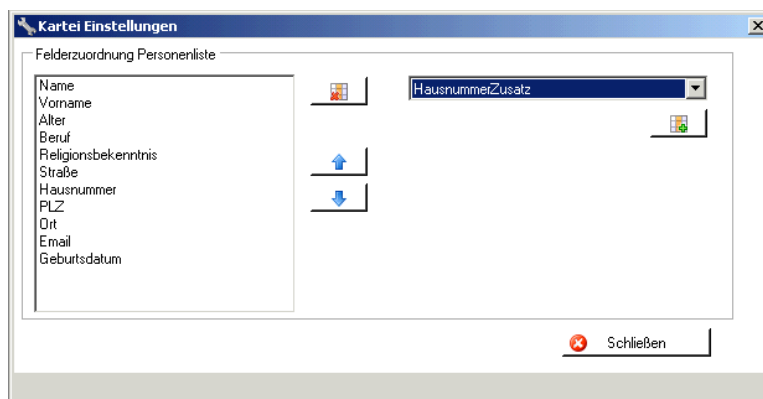 Kartei Einstellungen
Felderzuordnung Personenliste
Name
Vorname
Alter
Beruf
Religionsbekenntnis
Straße
Hausnummer
PLZ
Ort
Email
Geburtsdatum
HausnummerZusatz
Schließen